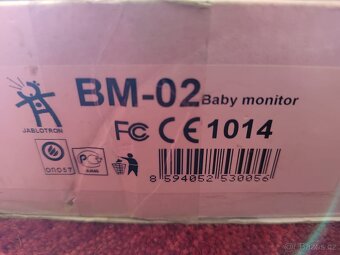 BM-02 Baby monitor
JABLOTRON
FC CE 1014
8 594052 530056